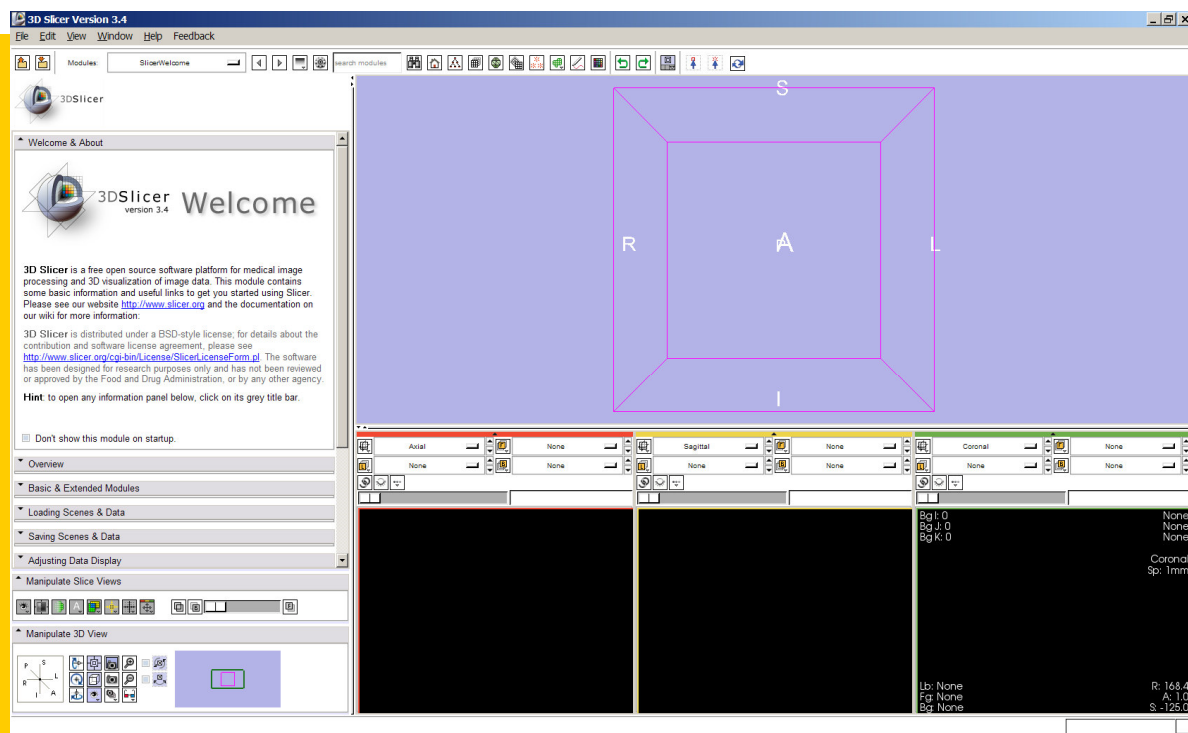 3D Slicer Version 3.4
File Edit View Window Help Feedback
Modules: SlicerWelcome search modules
3DSlicer
Welcome & About
3DSlicer
version 3.4
Welcome
3D Slicer is a free open source software platform for medical image
processing and 3D visualization of image data. This module contains
some basic information and useful links to get you started using Slicer.
Please see our website http://www.slicer.org and the documentation on
our wiki for more information:
3D Slicer is distributed under a BSD-style license; for details about the
contribution and software license agreement, please see
http://www.slicer.org/cgi-bin/License/SlicerLicenseForm.pl. The software
has been designed for research purposes only and has not been reviewed
or approved by the Food and Drug Administration, or by any other agency.
Hint: to open any information panel below, click on its grey title bar.
Don't show this module on startup.
Overview
Basic & Extended Modules
Loading Scenes & Data
Saving Scenes & Data
Adjusting Data Display
Manipulate Slice Views
Manipulate 3D View
P S
R L
I A
S
R A L
I
Axial None
None None
Sagittal None
None None
Coronal None
None None
Bg I: 0 None
Bg J: 0 None
Bg K: 0 None
Coronal
Sp: 1mm
Lb: None R: 168.4
Fg: None A: 1.0
Bg: None S: -125.0